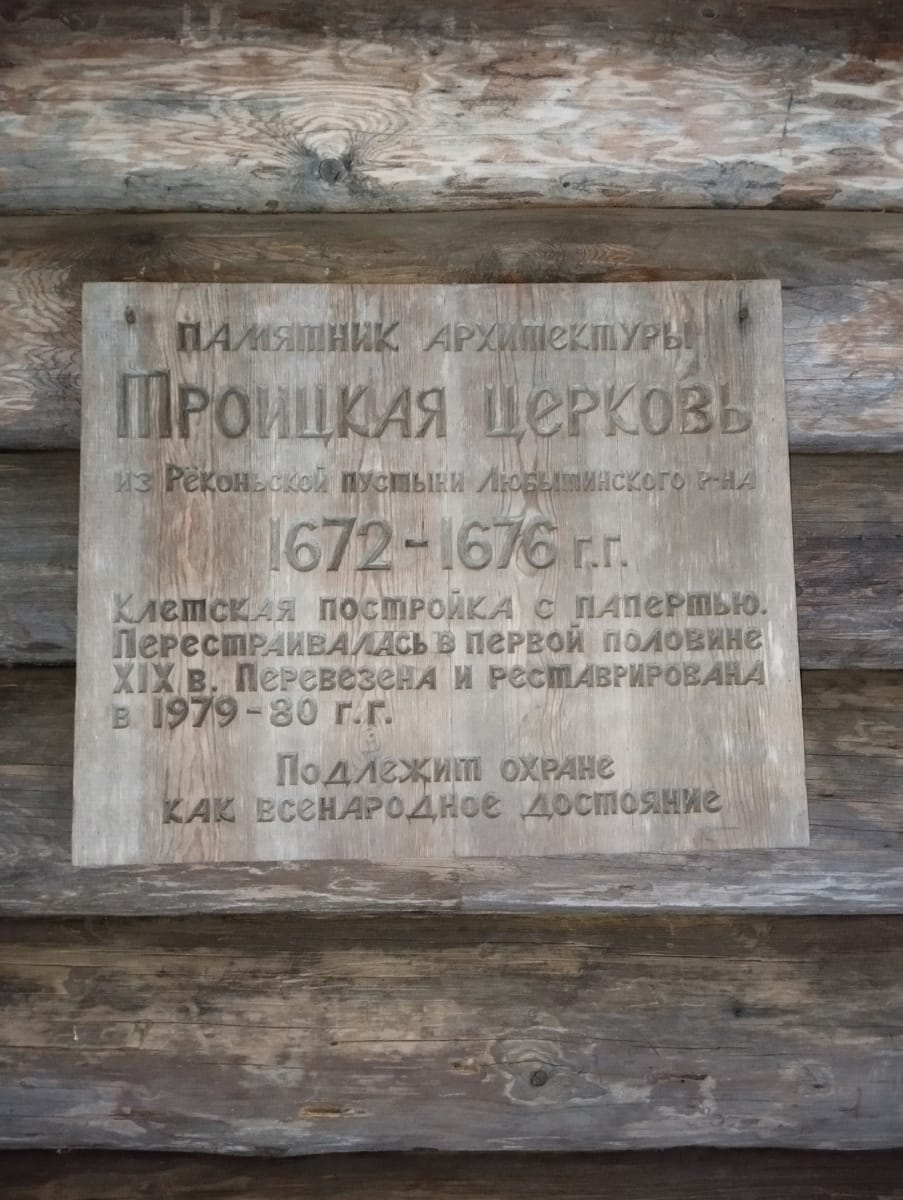 Памятник архитектуры.
Троицкая церковь
из Рёконьской пустыни Любытинского р-на
1672-1676 г.г.
Клетская постройка с папертью.
Перестраивалась в первой половине
XIX в. Перевезена и реставрирована
в 1979-80 г.г.
Подлежит охране
как всенародное достояние